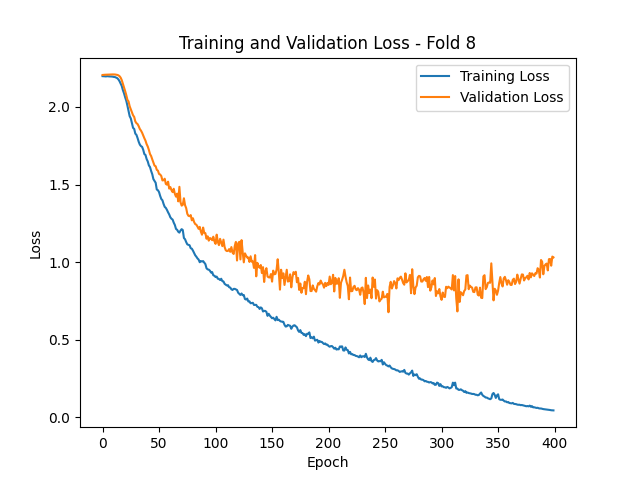 Training and Validation Loss - Fold 8
Training Loss
Validation Loss
Loss
2.0
1.5
1.0
0.5
0.0
0 50 100 150 200 250 300 350 400
Epoch